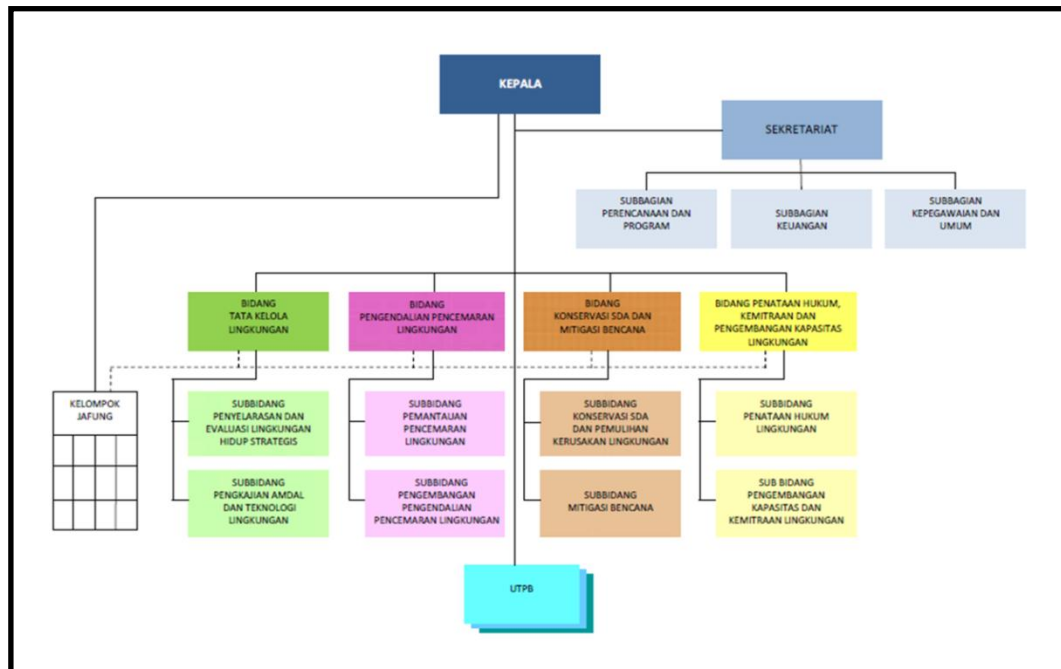 KEPALA
SEKRETARIAT
SUBBAGIAN
PERENCANAAN DAN
PROGRAM
SUBBAGIAN
KEUANGAN
SUBBAGIAN
KEPEGAWAIAN DAN
UMUM
BIDANG
TATA KELOLA
LINGKUNGAN
BIDANG
PENGENDALIAN PENCEMARAN
LINGKUNGAN
BIDANG
KONSERVASI SDA DAN
MITIGASI BENCANA
BIDANG PENATAAN HUKUM,
KEMITRAAN DAN
PENGEMBANGAN KAPASITAS
LINGKUNGAN
KELOMPOK
JAFUNG
SUBBIDANG
PENYELARASAN DAN
EVALUASI LINGKUNGAN
HIDUP STRATEGIS
SUBBIDANG
PEMANTAUAN
PENCEMARAN
LINGKUNGAN
SUBBIDANG
KONSERVASI SDA
DAN PEMULIHAN
KERUSAKAN LINGKUNGAN
SUBBIDANG
PENATAAN HUKUM
LINGKUNGAN
SUBBIDANG
PENGKAJIAN AMDAL
DAN TEKNOLOGI
LINGKUNGAN
SUBBIDANG
PENGEMBANGAN
PENGENDALIAN
PENCEMARAN LINGKUNGAN
SUBBIDANG
MITIGASI BENCANA
SUB BIDANG
PENGEMBANGAN
KAPASITAS DAN
KEMITRAAN LINGKUNGAN
UTPB